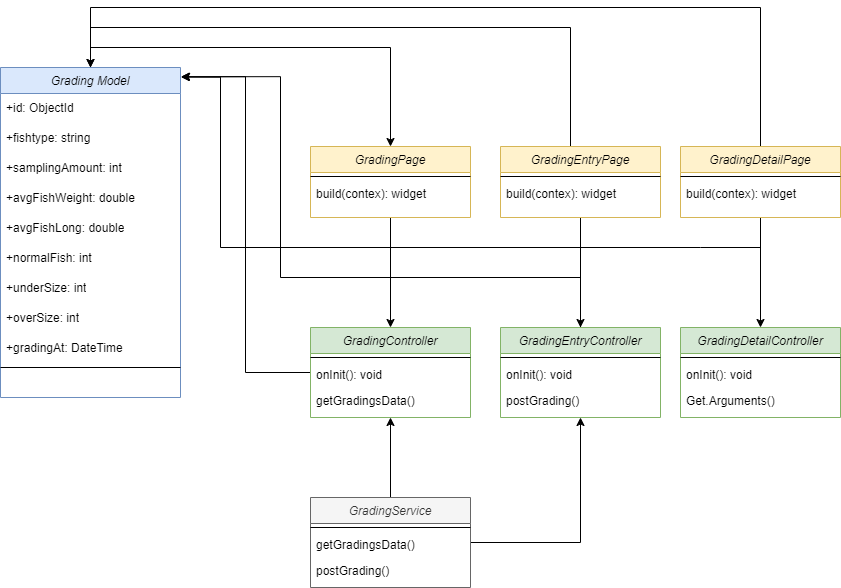 Grading Model
+id: ObjectId
+fishtype: string
+samplingAmount: int
+avgFishWeight: double
+avgFishLong: double
+normalFish: int
+underSize: int
+overSize: int
+gradingAt: DateTime
GradingPage
build(contex): widget
GradingEntryPage
build(contex): widget
GradingDetailPage
build(contex): widget
GradingController
onInit(): void
getGradingsData()
GradingEntryController
onInit(): void
postGrading()
GradingDetailController
onInit(): void
Get.Arguments()
GradingService
getGradingsData()
postGrading()